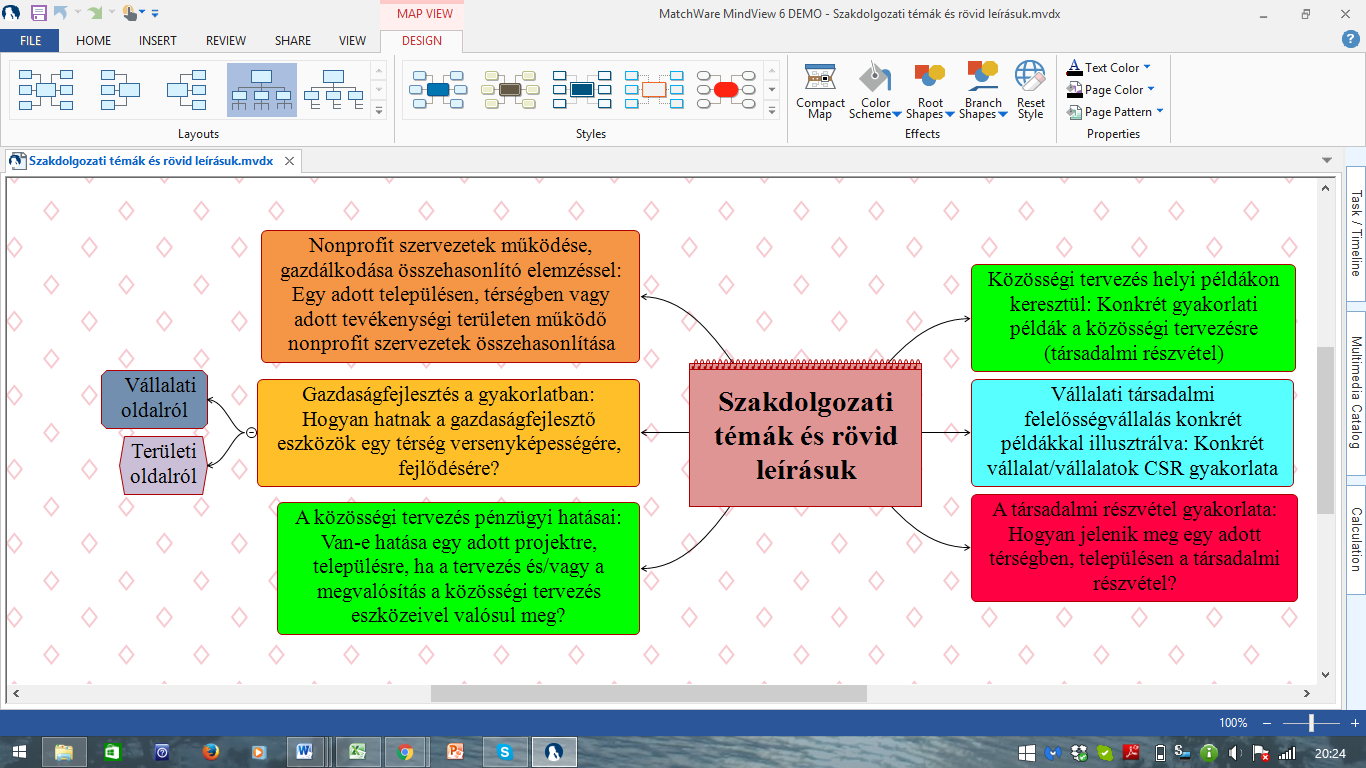 MAP VIEW
MatchWare MindView 6 DEMO - Szakdolgozati témák és rövid leírásuk.mvdx
FILE HOME INSERT REVIEW SHARE VIEW DESIGN
Compact
Map
Color
Scheme
Root
Shapes
Branch
Shapes
Reset
Style
Text Color
Page Color
Page Pattern
Layouts Styles Effects Properties
Szakdolgozati témák és rövid leírásuk.mvdx
Nonprofit szervezetek működése,
gazdálkodása összehasonlító elemzéssel:
Egy adott településen, térségben vagy
adott tevékenységi területen működő
nonprofit szervezetek összehasonlítása
Vállalati
oldalról
Területi
oldalról
Gazdaságfejlesztés a gyakorlatban:
Hogyan hatnak a gazdaságfejlesztő
eszközök egy térség versenyképességére,
fejlődésére?
A közösségi tervezés pénzügyi hatásai:
Van-e hatása egy adott projektre,
településre, ha a tervezés és/vagy a
megvalósítás a közösségi tervezés
eszközeivel valósul meg?
Szakdolgozati
témák és rövid
leírásuk
Közösségi tervezés helyi példákon
keresztül: Konkrét gyakorlati
példák a közösségi tervezésre
(társadalmi részvétel)
Vállalati társadalmi
felelősségvállalás konkrét
példákkal illusztrálva: Konkrét
vállalat/vállalatok CSR gyakorlata
A társadalmi részvétel gyakorlata:
Hogyan jelenik meg egy adott
térségben, településen a társadalmi
részvétel?
Task / Timeline
Multimedia Catalog
Calculation
100%
20:24